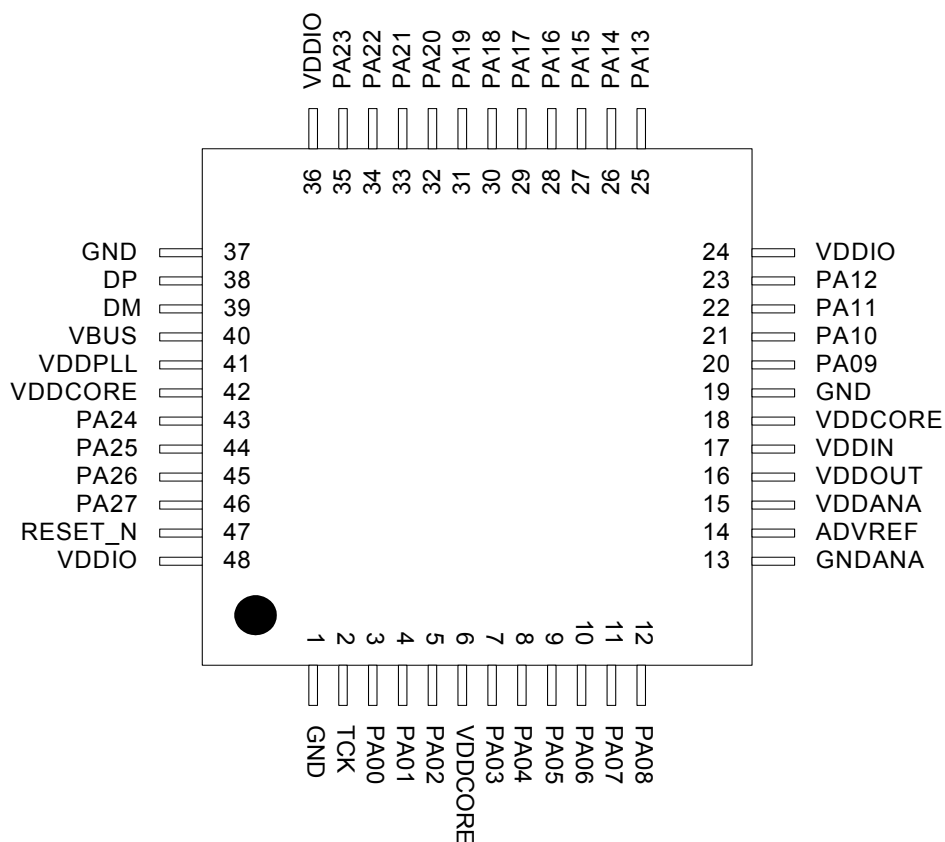 VDDIO
PA23
PA22
PA21
PA20
PA19
PA18
PA17
PA16
PA15
PA14
PA13
36
35
34
33
32
31
30
29
28
27
26
25
GND 37
DP 38
DM 39
VBUS 40
VDDPLL 41
VDDCORE 42
PA24 43
PA25 44
PA26 45
PA27 46
RESET_N 47
VDDIO 48
24 VDDIO
23 PA12
22 PA11
21 PA10
20 PA09
19 GND
18 VDDCORE
17 VDDIN
16 VDDOUT
15 VDDANA
14 ADVREF
13 GNDANA
1
2
3
4
5
6
7
8
9
10
11
12
GND
TCK
PA00
PA01
PA02
VDDCORE
PA03
PA04
PA05
PA06
PA07
PA08